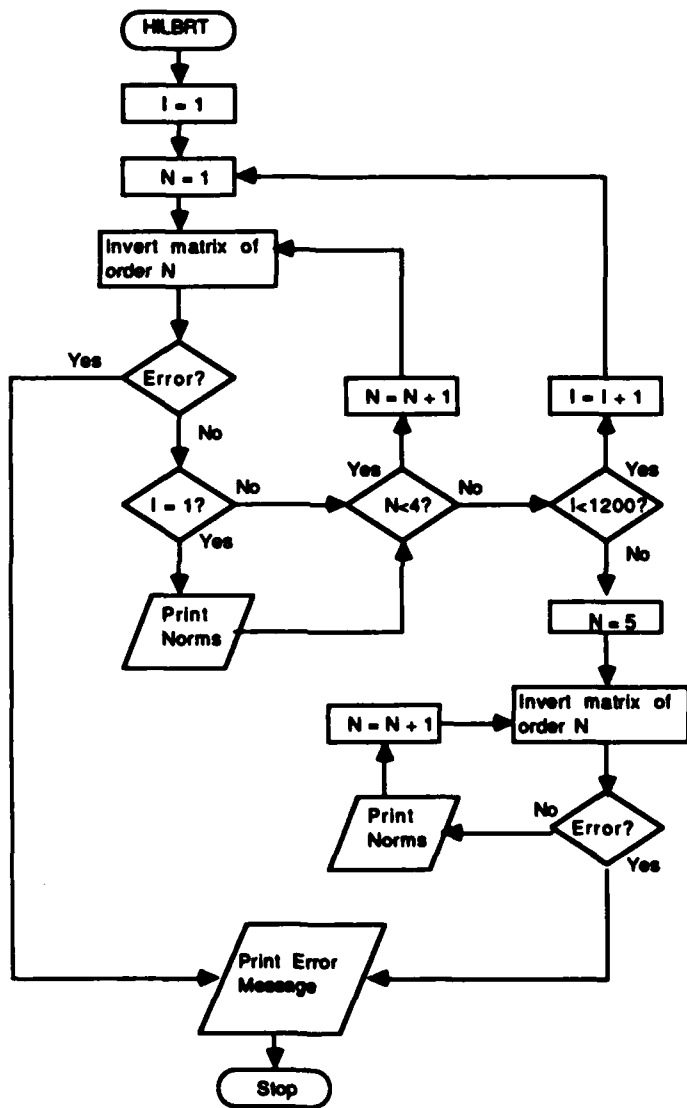 HILBRT
I = 1
N = 1
Invert matrix of
order N
Yes
Error?
No
N = N + 1
I = I + 1
I = 1?
No
Yes
Yes
N<4?
No
Yes
I<1200?
No
Print
Norms
N = 5
Invert matrix of
order N
N = N + 1
Print
Norms
No
Error?
Yes
Print Error
Message
Stop